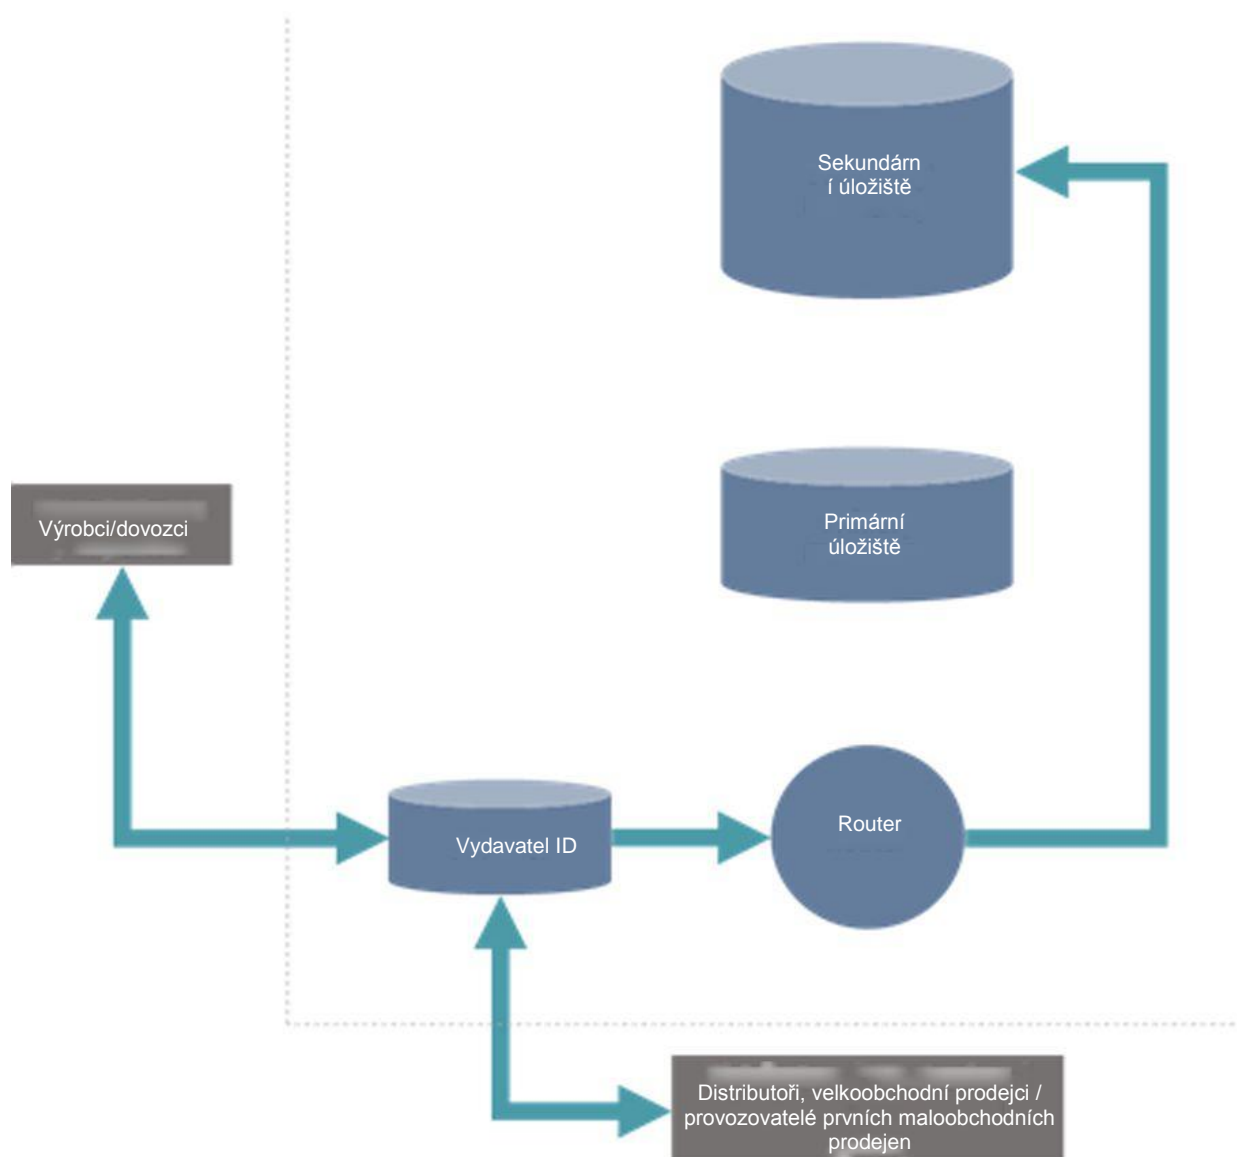 Sekundárn
í úložiště
Primární
úložiště
Výrobci/dovozci
Router
Vydavatel ID
Distributoři, velkoobchodní prodejci /
provozovatelé prvních maloobchodních
prodejen